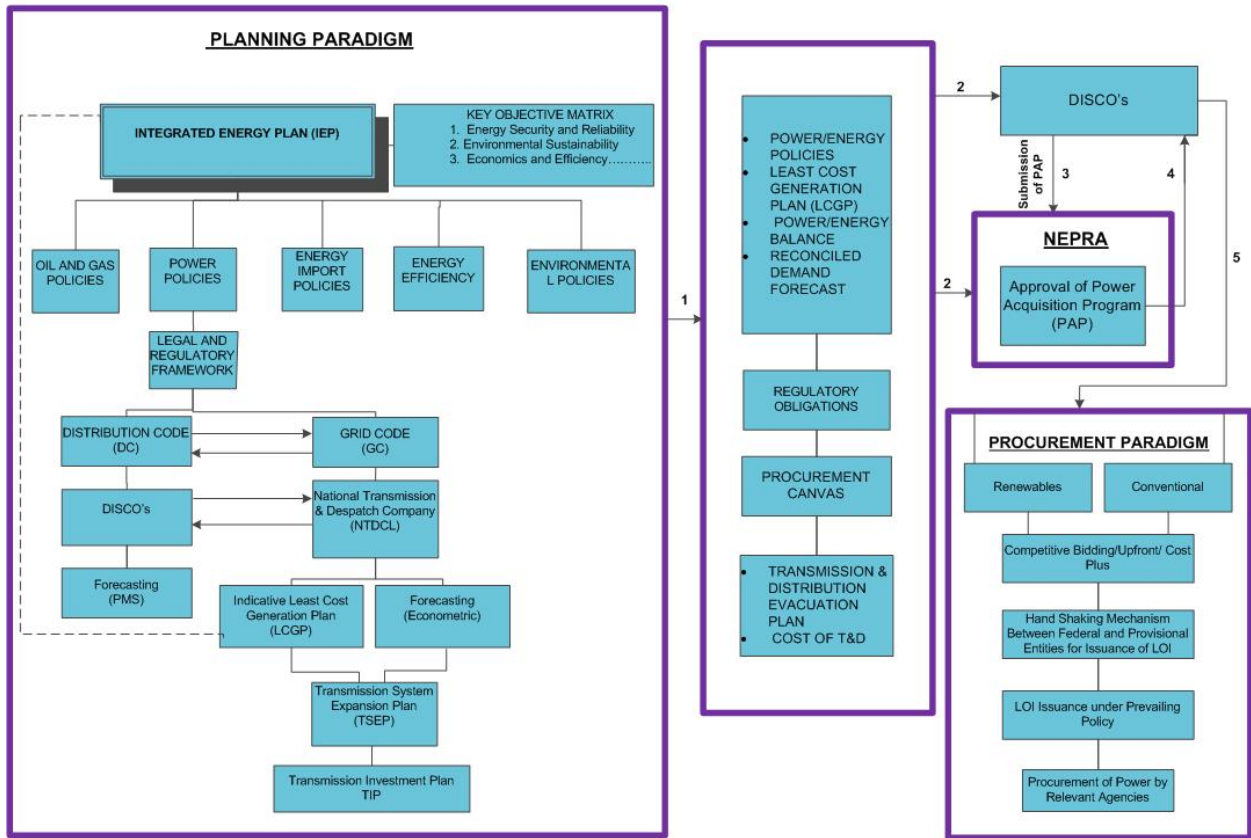 PLANNING PARADIGM
INTEGRATED ENERGY PLAN (IEP)
KEY OBJECTIVE MATRIX
1. Energy Security and Reliability
2. Environmental Sustainability
3. Economics and Efficiency………..
OIL AND GAS
POLICIES
POWER
POLICIES
ENERGY
IMPORT
POLICIES
ENERGY
EFFICIENCY
ENVIRONMENTA
L POLICIES
LEGAL AND
REGULATORY
FRAMEWORK
DISTRIBUTION CODE
(DC)
GRID CODE
(GC)
DISCO's
National Transmission
& Despatch Company
(NTDCL)
Forecasting
(PMS)
Indicative Least Cost
Generation Plan
(LCGP)
Forecasting
(Econometric)
Transmission System
Expansion Plan
(TSEP)
Transmission Investment Plan
TIP
1
• POWER/ENERGY
POLICIES
• LEAST COST
GENERATION
PLAN (LCGP)
• POWER/ENERGY
BALANCE
• RECONCILED
DEMAND
FORECAST
REGULATORY
OBLIGATIONS
PROCUREMENT
CANVAS
• TRANSMISSION &
DISTRIBUTION
EVACUATION
PLAN
• COST OF T&D
2
DISCO's
Submission
of PAP
3
4
5
2
NEPRA
Approval of Power
Acquisition Program
(PAP)
PROCUREMENT PARADIGM
Renewables
Conventional
Competitive Bidding/Upfront/ Cost
Plus
Hand Shaking Mechanism
Between Federal and Provisional
Entities for Issuance of LOI
LOI Issuance under Prevailing
Policy
Procurement of Power by
Relevant Agencies